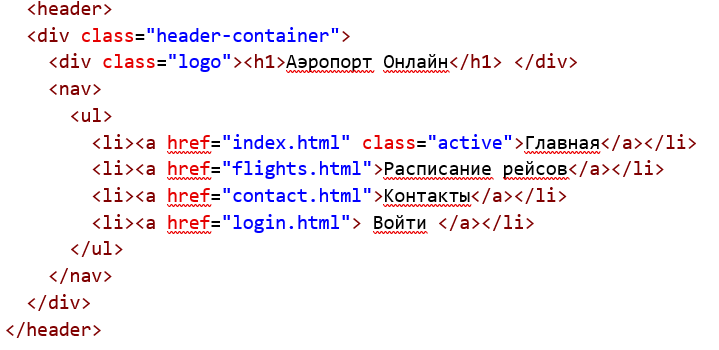 <header>
<div class="header-container">
<div class="logo"><h1>Аэропорт Онлайн</h1> </div>
<nav>
<ul>
<li><a href="index.html" class="active">Главная</a></li>
<li><a href="flights.html">Расписание рейсов</a></li>
<li><a href="contact.html">Контакты</a></li>
<li><a href="login.html"> Войти </a></li>
</ul>
</nav>
</div>
</header>